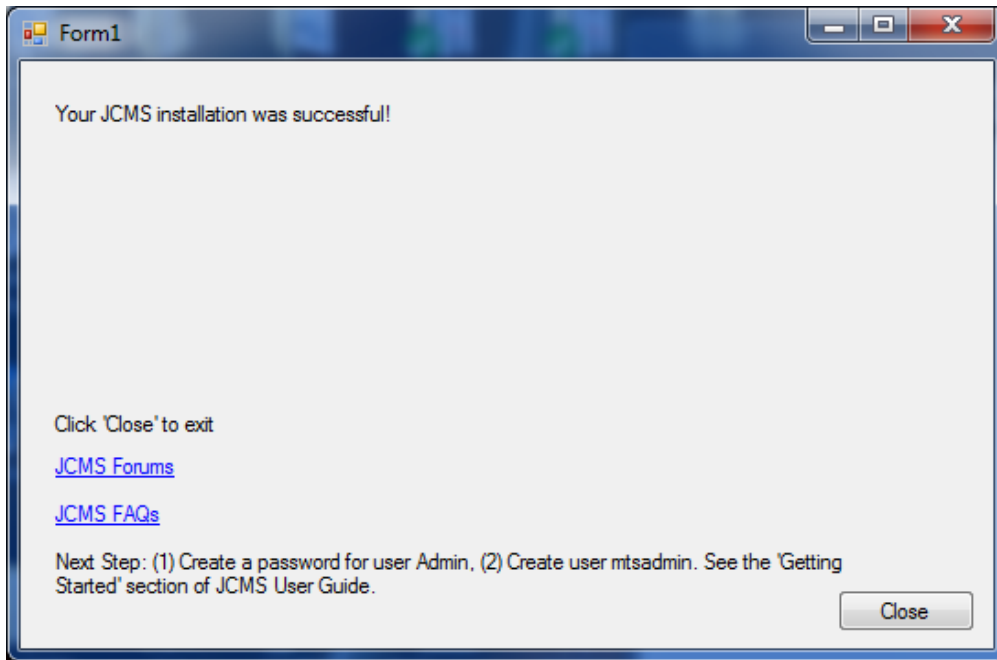 Form1
Your JCMS installation was successful!
Click 'Close' to exit
JCMS Forums
JCMS FAQs
Next Step: (1) Create a password for user Admin, (2) Create user mtsadmin. See the 'Getting
Started' section of JCMS User Guide.
Close